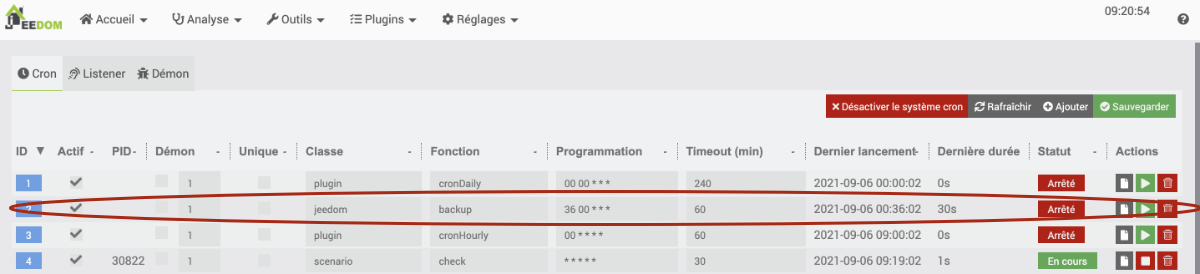 JEEDOM Accueil Analyse Outils Plugins Réglages 09:20:54
Cron Listener Démon
Désactiver le système cron Rafraîchir Ajouter Sauvegarder
ID Actif PID Démon Unique Classe Fonction Programmation Timeout (min) Dernier lancement Dernière durée Statut Actions
1 1 plugin cronDaily 00 00 * * * 240 2021-09-06 00:00:02 0s Arrêté
1 jeedom backup 36 00 * * * 60 2021-09-06 00:36:02 30s Arrêté
3 1 plugin cronHourly 00 * * * * 60 2021-09-06 09:00:02 0s Arrêté
4 30822 1 scenario check * * * * * 30 2021-09-06 09:19:02 1s En cours